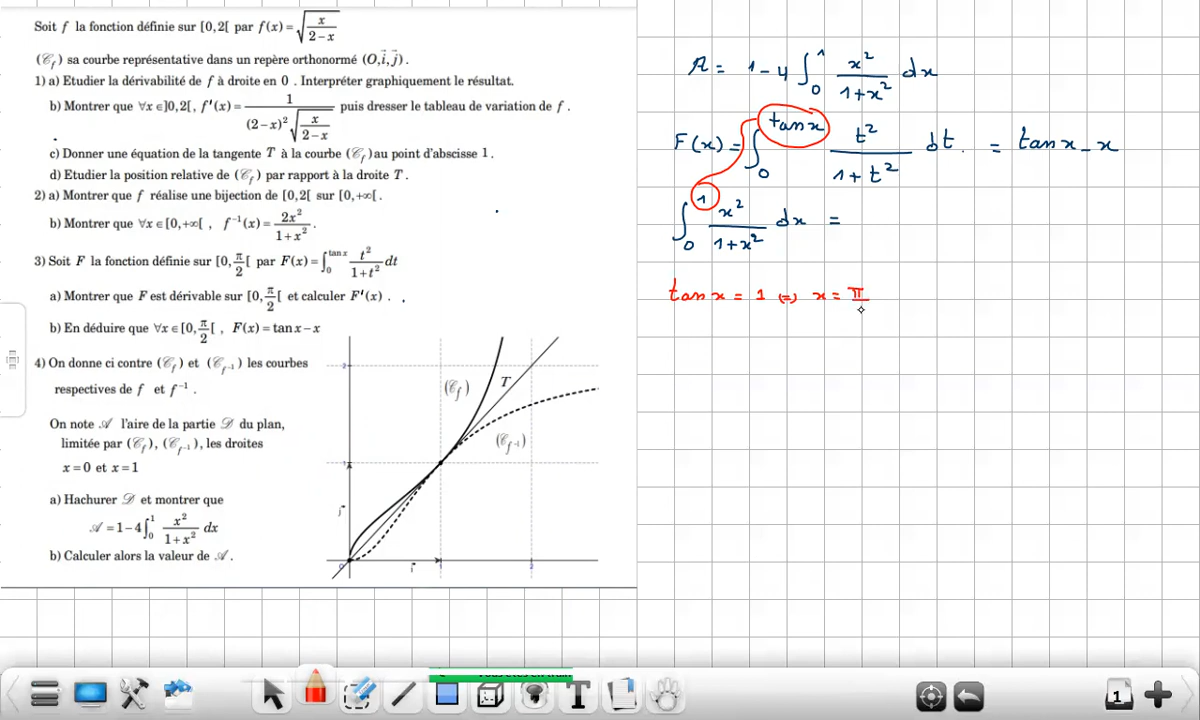 Soit f la fonction définie sur [0,2[ par f(x) = √(x/(2−x))
(𝒞f) sa courbe représentative dans un repère orthonormé (O,i⃗,j⃗).
1) a) Etudier la dérivabilité de f à droite en 0 . Interpréter graphiquement le résultat.
b) Montrer que ∀x∈]0,2[, f'(x) = 1/((2−x)²√(x/(2−x))) puis dresser le tableau de variation de f .
c) Donner une équation de la tangente T à la courbe (𝒞f) au point d'abscisse 1.
d) Etudier la position relative de (𝒞f) par rapport à la droite T .
2) a) Montrer que f réalise une bijection de [0,2[ sur [0,+∞[ .
b) Montrer que ∀x∈[0,+∞[ , f⁻¹(x) = 2x²/(1+x²) .
3) Soit F la fonction définie sur [0,π/2[ par F(x) = ∫₀^(tan x) t²/(1+t²) dt
a) Montrer que F est dérivable sur [0,π/2[ et calculer F'(x) .
b) En déduire que ∀x∈[0,π/2[ , F(x) = tan x − x
4) On donne ci contre (𝒞f) et (𝒞f⁻¹) les courbes
respectives de f et f⁻¹ .
On note 𝒜 l'aire de la partie 𝒟 du plan,
limitée par (𝒞f), (𝒞f⁻¹), les droites
x=0 et x=1
a) Hachurer 𝒟 et montrer que
𝒜 = 1−4∫₀¹ x²/(1+x²) dx
b) Calculer alors la valeur de 𝒜 .
(𝒞f)
T
(𝒞f⁻¹)
2
1
j⃗
0
i⃗
1
2
A = 1−4 ∫₀¹ x²/(1+x²) dx
F(x) = ∫₀^(tan x) t²/(1+t²) dt . = tan x − x
∫₀¹ x²/(1+x²) dx =
tan x = 1 (=) x = π
T
1